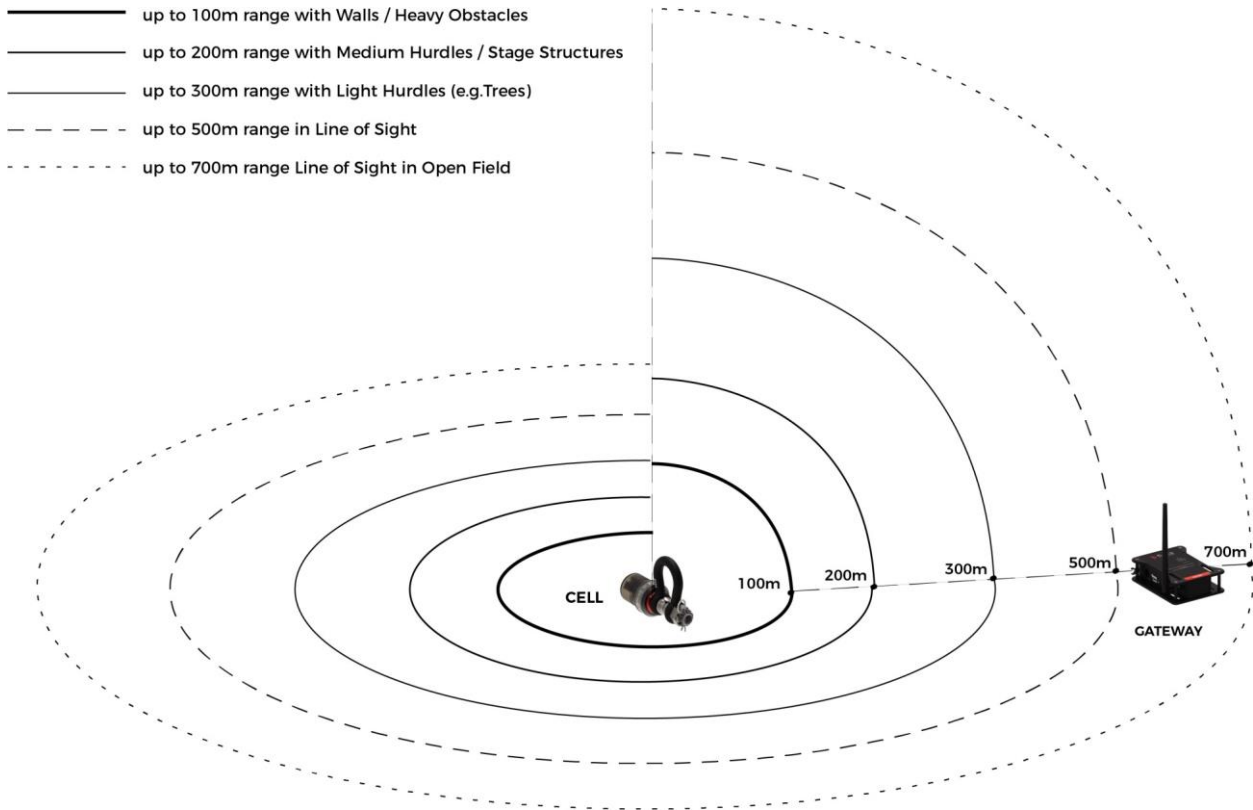 up to 100m range with Walls / Heavy Obstacles
up to 200m range with Medium Hurdles / Stage Structures
up to 300m range with Light Hurdles (e.g.Trees)
up to 500m range in Line of Sight
up to 700m range Line of Sight in Open Field
CELL
100m
200m
300m
500m
700m
GATEWAY